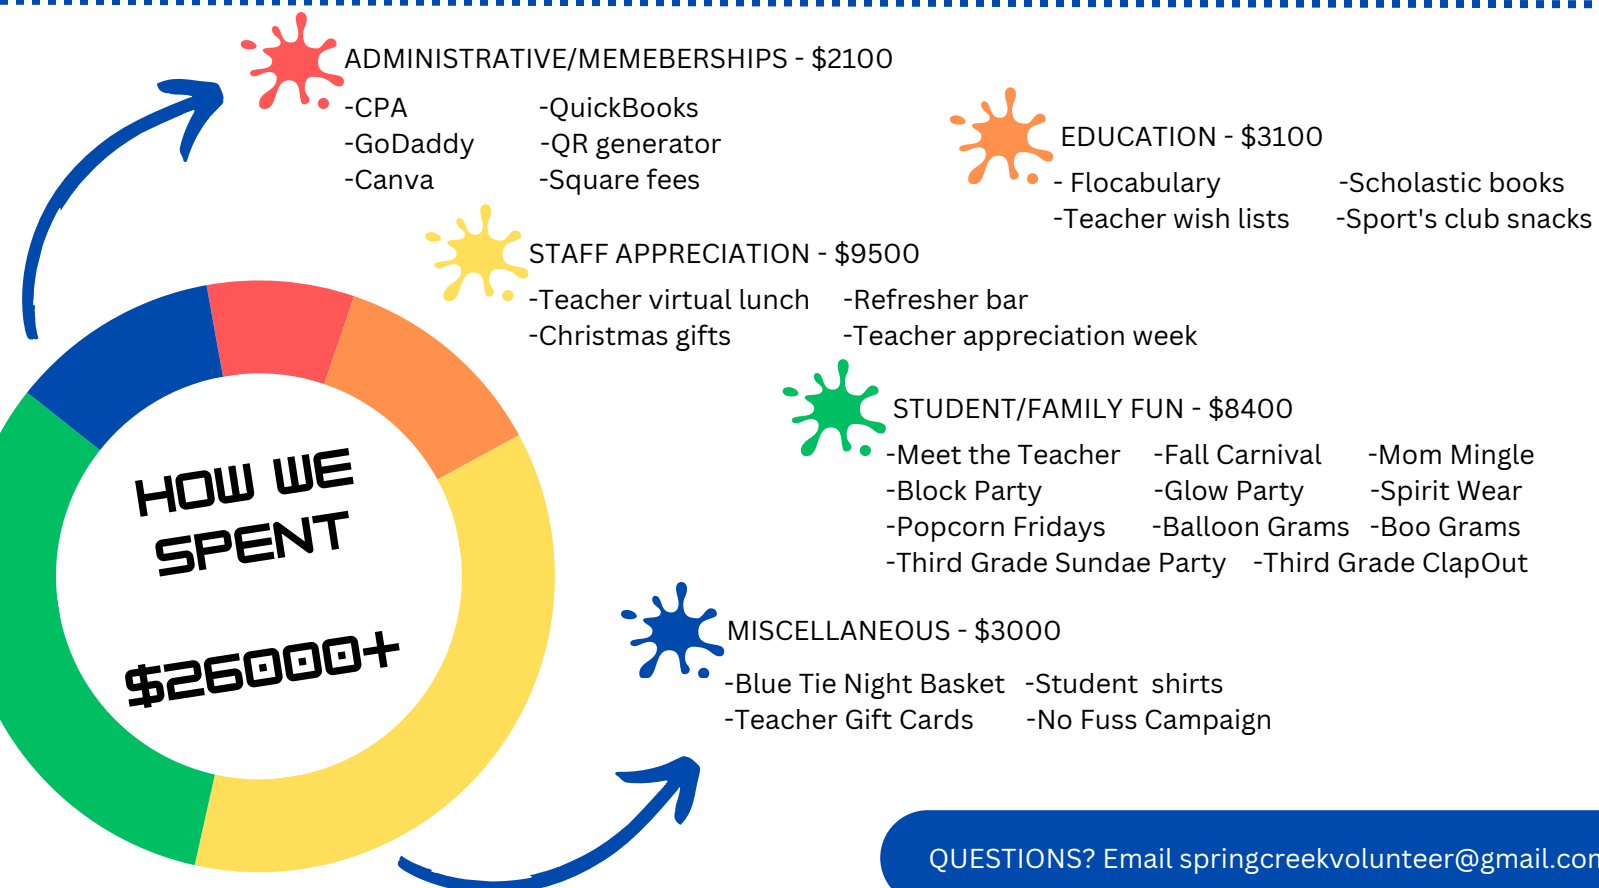 ADMINISTRATIVE/MEMEBERSHIPS - $2100
-CPA -QuickBooks
-GoDaddy -QR generator
-Canva -Square fees
EDUCATION - $3100
- Flocabulary -Scholastic books
-Teacher wish lists -Sport's club snacks
STAFF APPRECIATION - $9500
-Teacher virtual lunch -Refresher bar
-Christmas gifts -Teacher appreciation week
STUDENT/FAMILY FUN - $8400
-Meet the Teacher -Fall Carnival -Mom Mingle
-Block Party -Glow Party -Spirit Wear
-Popcorn Fridays -Balloon Grams -Boo Grams
-Third Grade Sundae Party -Third Grade ClapOut
HOW WE
SPENT
$26000+
MISCELLANEOUS - $3000
-Blue Tie Night Basket -Student shirts
-Teacher Gift Cards -No Fuss Campaign
QUESTIONS? Email springcreekvolunteer@gmail.com